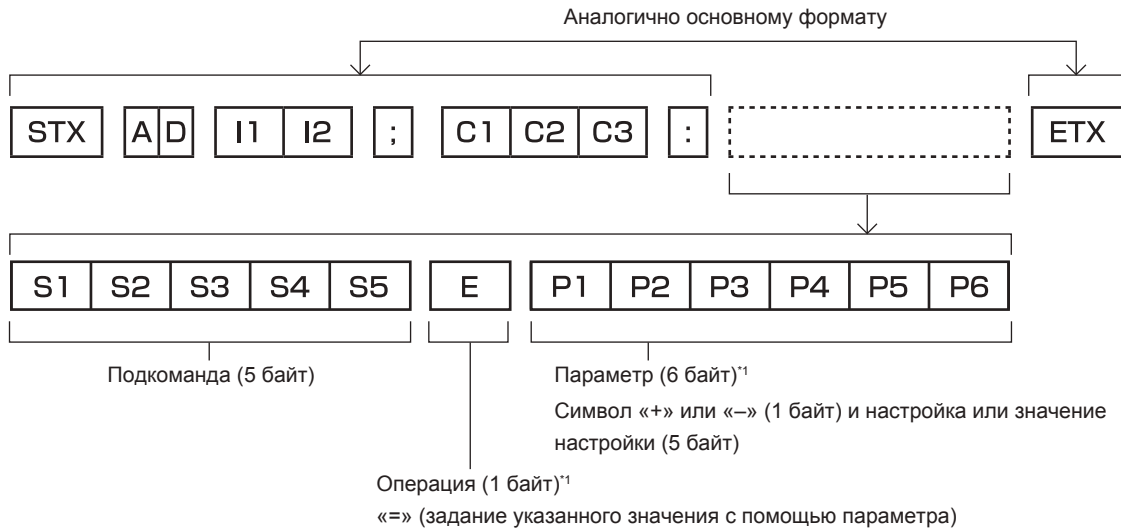 Аналогично основному формату
STX A D I1 I2 ; C1 C2 C3 : ETX
S1 S2 S3 S4 S5 E P1 P2 P3 P4 P5 P6
Подкоманда (5 байт)
Параметр (6 байт)*1
Символ «+» или «–» (1 байт) и настройка или значение
настройки (5 байт)
Операция (1 байт)*1
«=» (задание указанного значения с помощью параметра)